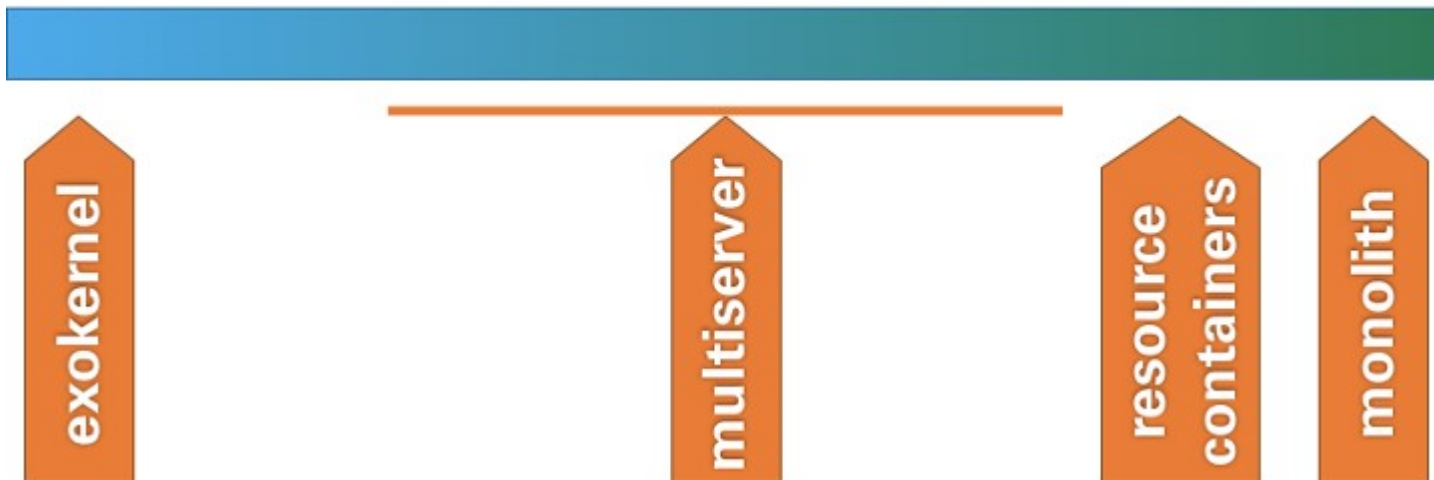 exokernel
multiserver
resource
containers
monolith